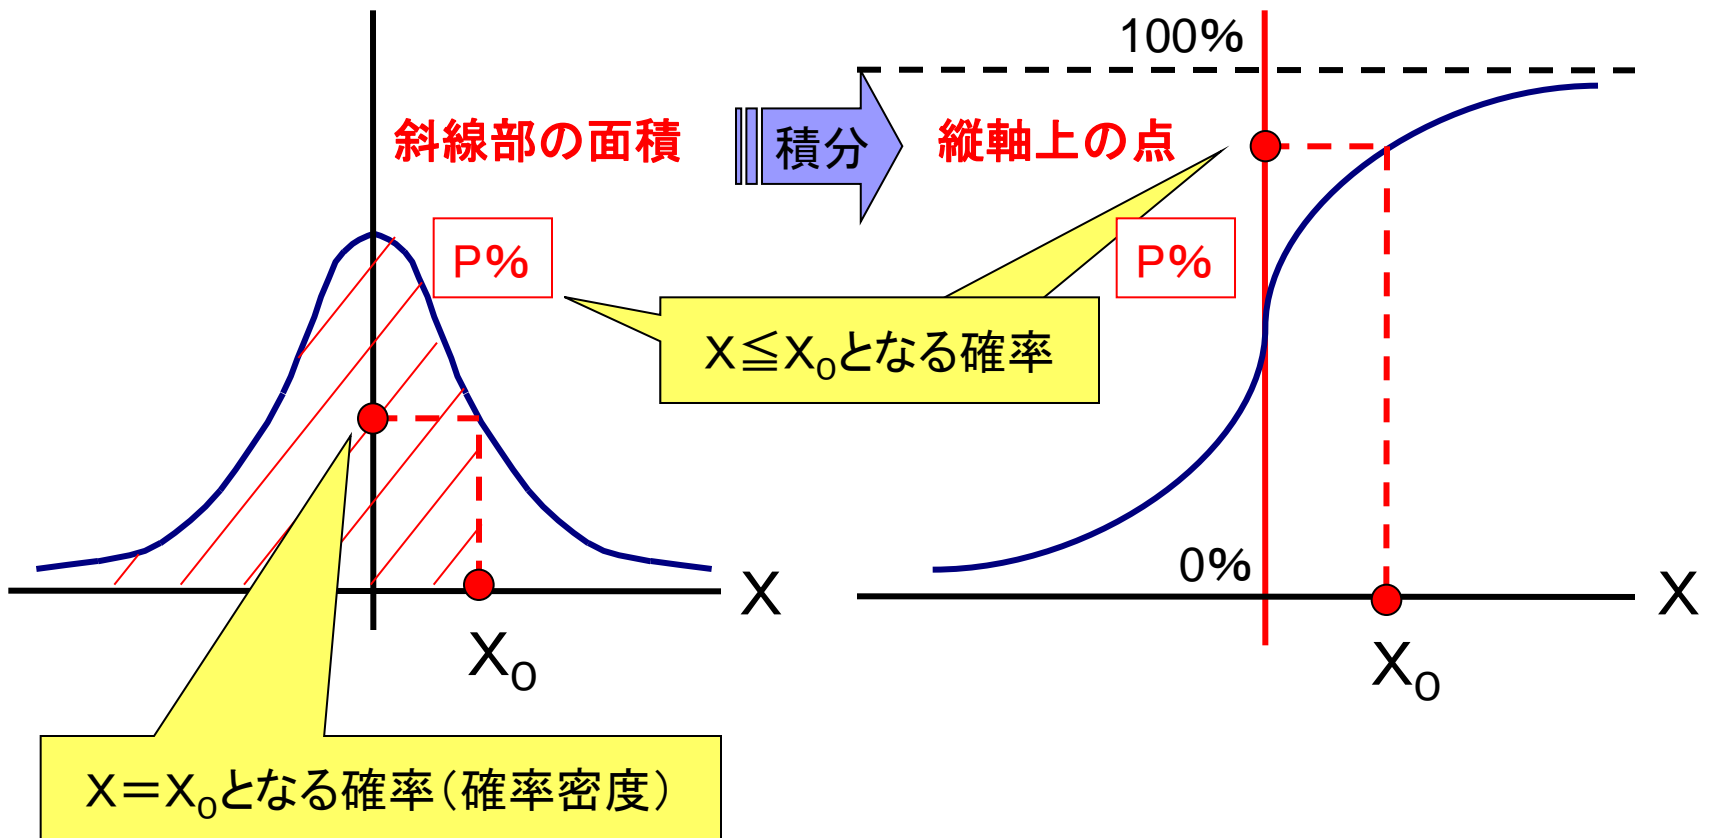 100%
斜線部の面積
積分
縦軸上の点
P%
P%
X≦X₀となる確率
0%
X
X
X₀
X₀
X=X₀となる確率(確率密度)